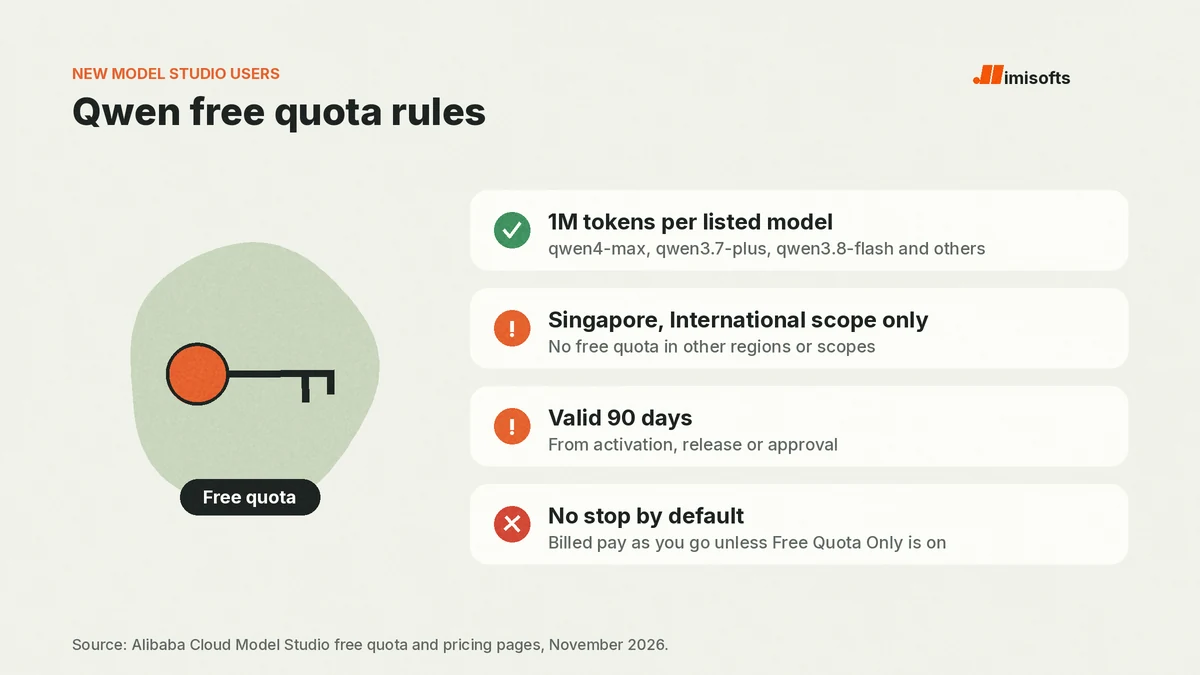 NEW MODEL STUDIO USERS
Qwen free quota rules
imisofts
1M tokens per listed model
qwen4-max, qwen3.7-plus, qwen3.8-flash and others
Singapore, International scope only
No free quota in other regions or scopes
Valid 90 days
From activation, release or approval
No stop by default
Billed pay as you go unless Free Quota Only is on
Free quota
Source: Alibaba Cloud Model Studio free quota and pricing pages, November 2026.